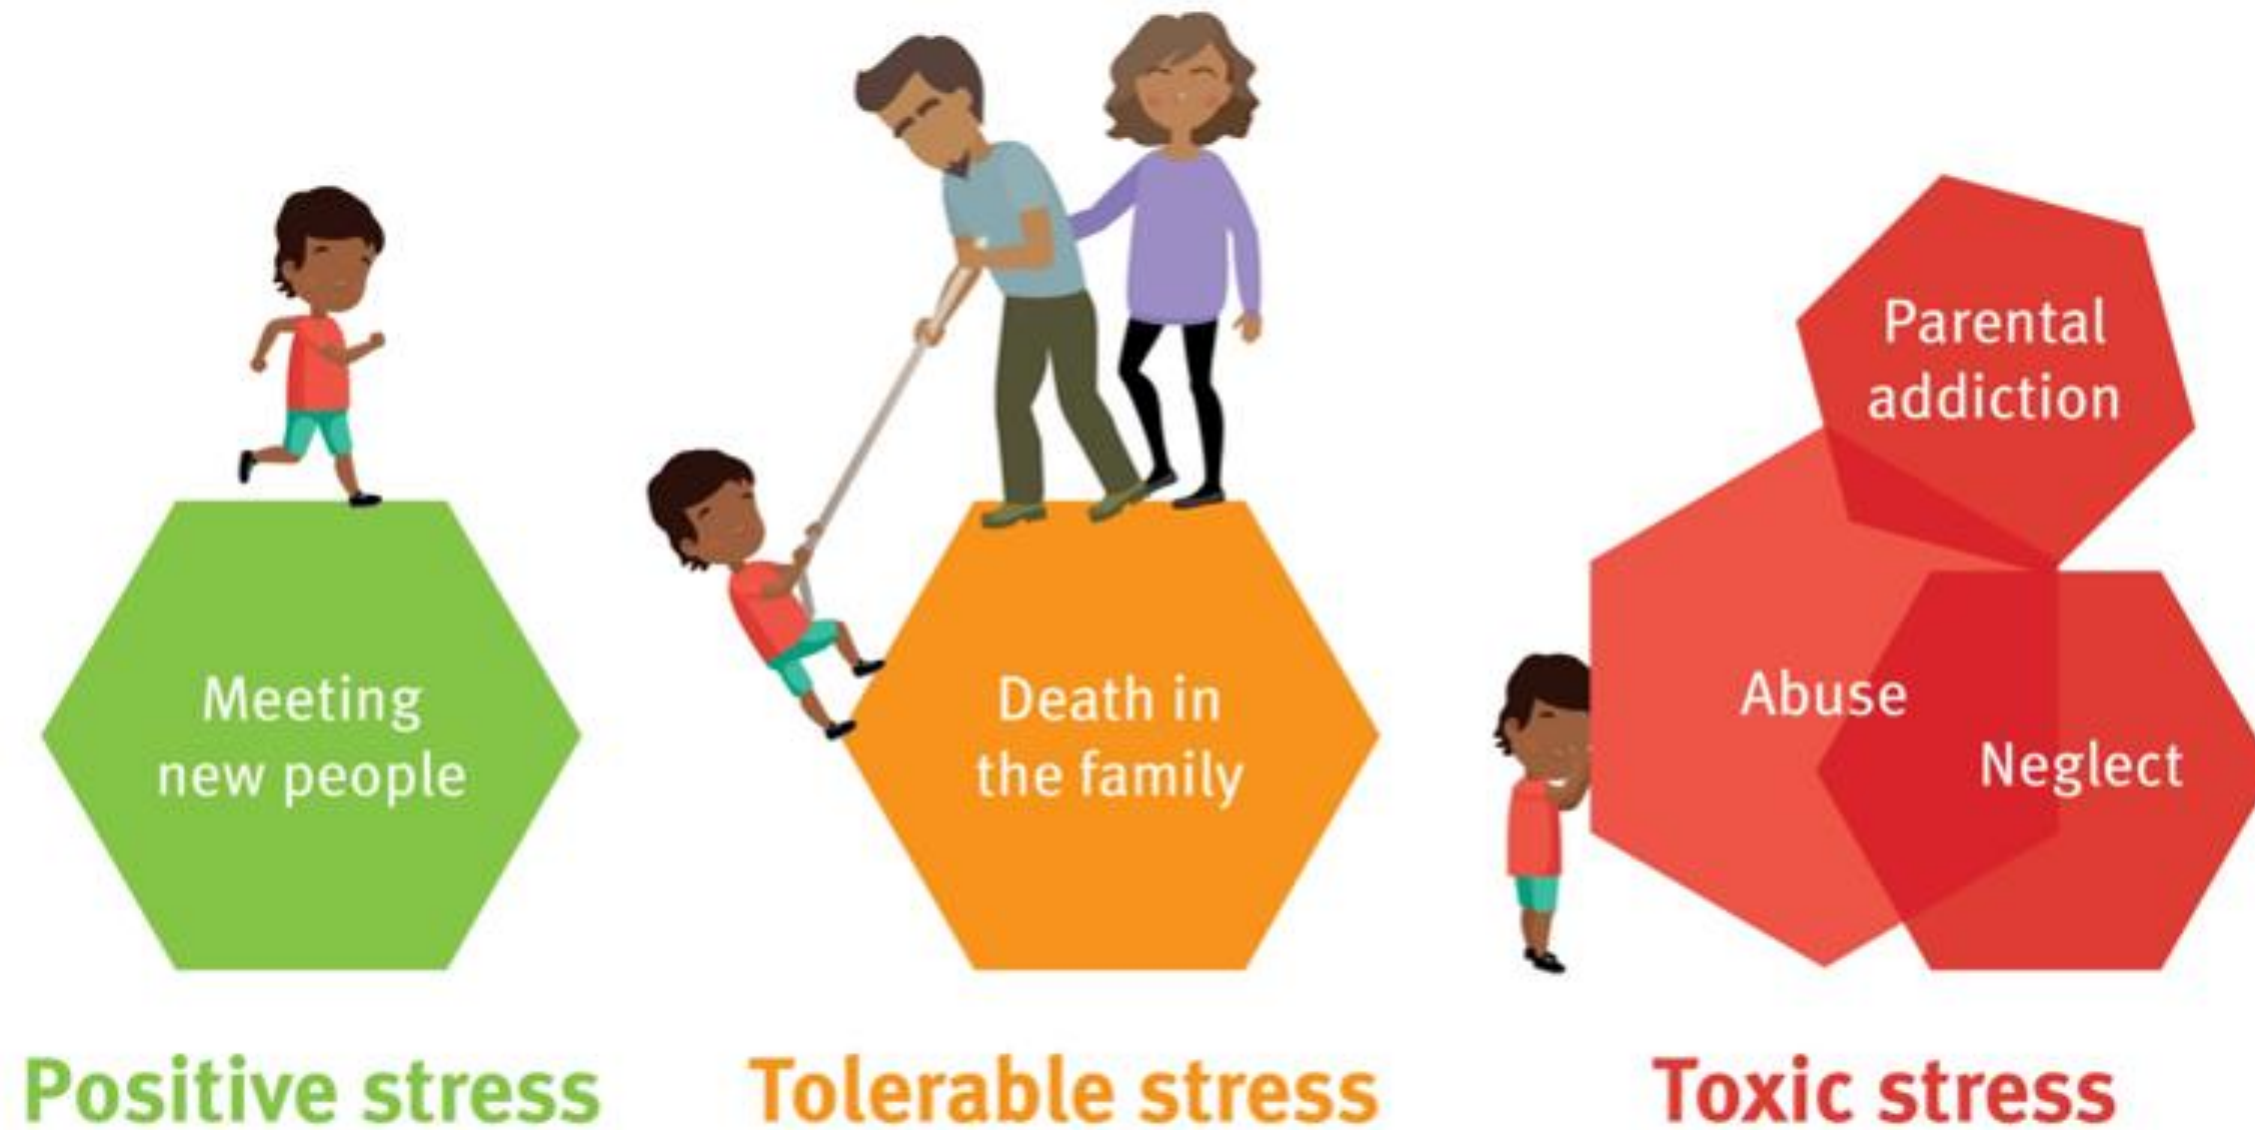 Meeting
new people
Positive stress
Death in
the family
Tolerable stress
Parental
addiction
Abuse
Neglect
Toxic stress